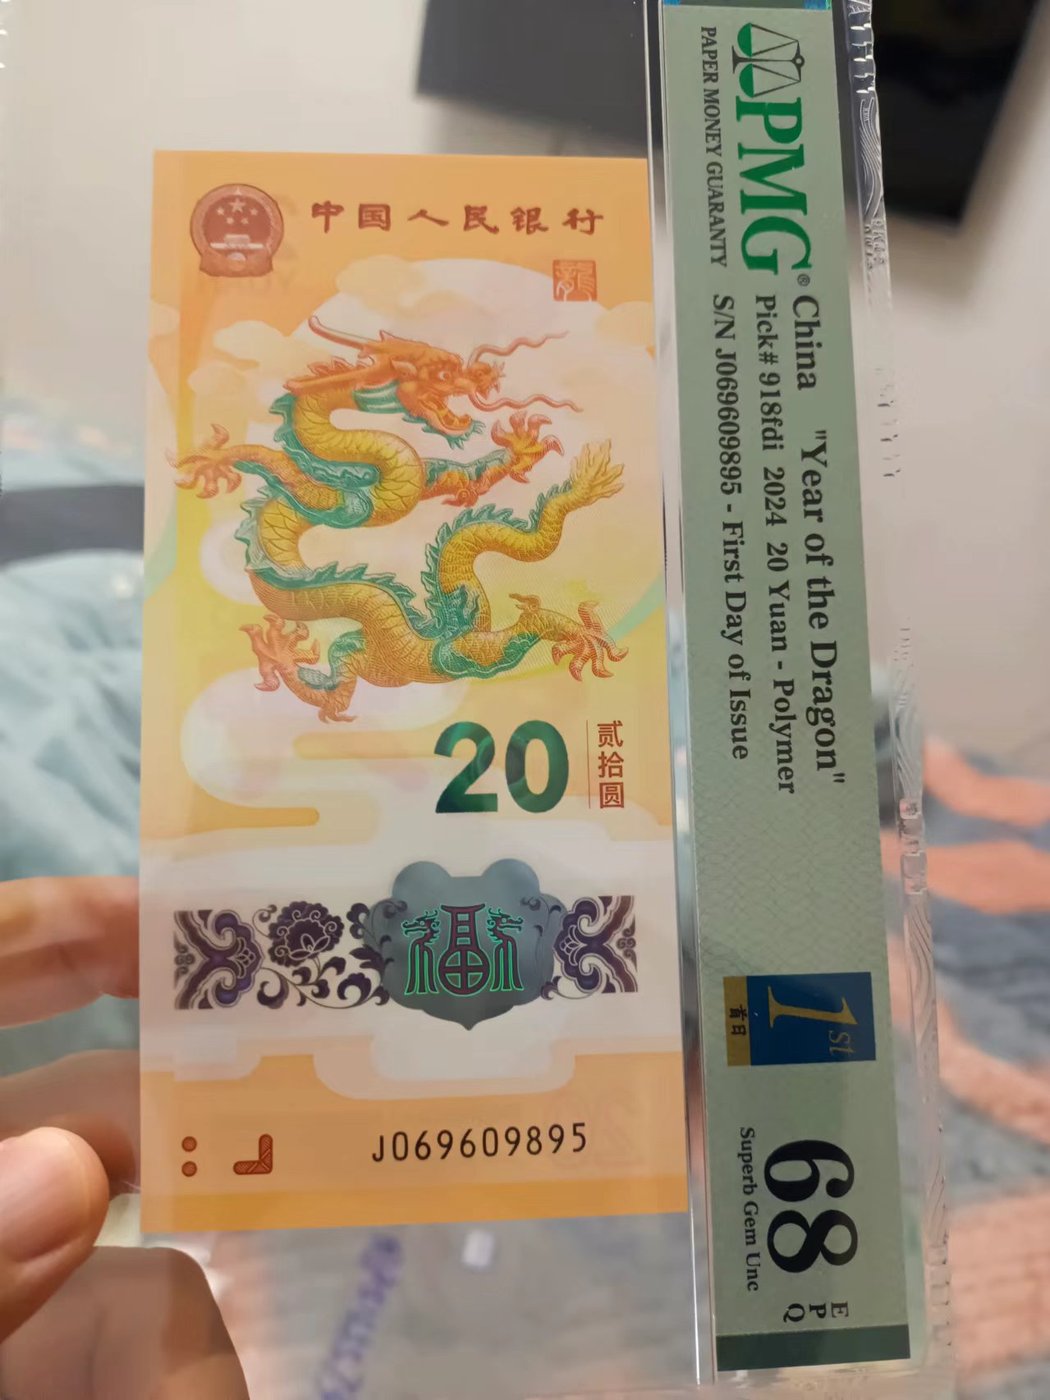 中国人民银行
龍
20
贰拾圆
福
J069609895
PMG®
PAPER MONEY GUARANTY
China "Year of the Dragon"
Pick# 918fdi 2024 20 Yuan - Polymer
S/N J069609895 - First Day of Issue
1st
首日
68
EPQ
Superb Gem Unc